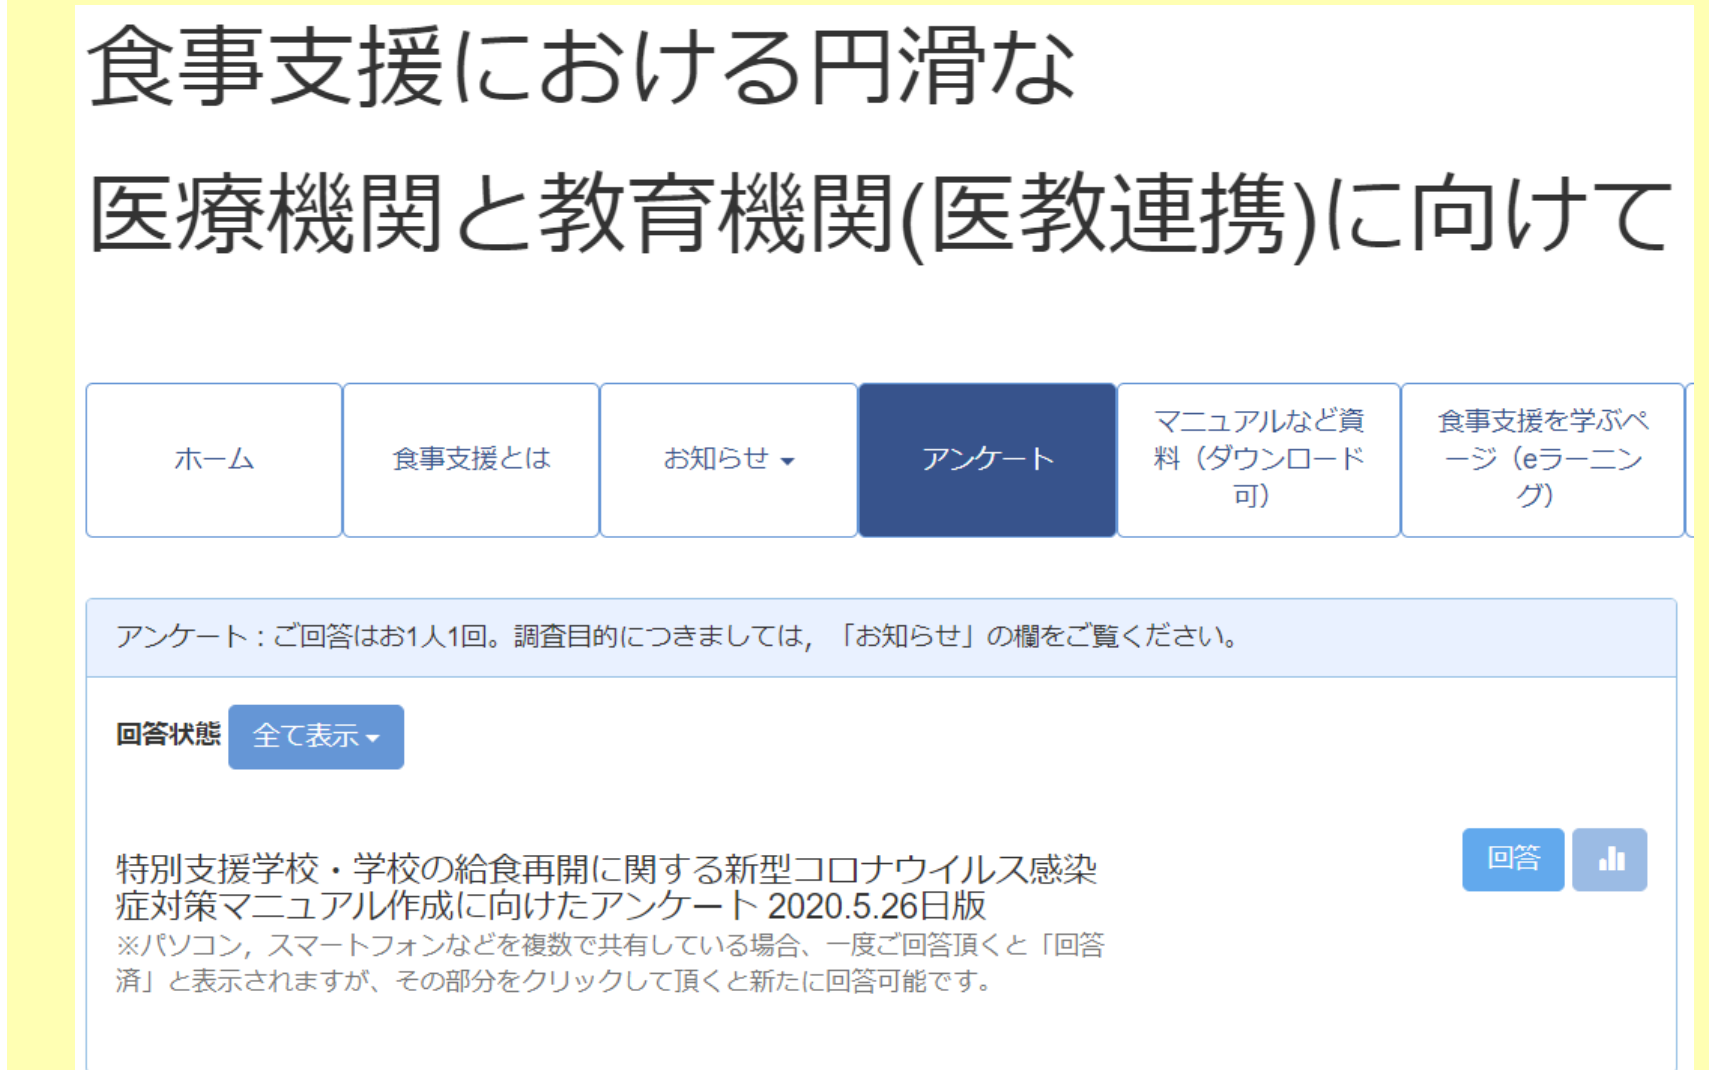 食事支援における円滑な
医療機関と教育機関(医教連携)に向けて
ホーム
食事支援とは
お知らせ
アンケート
マニュアルなど資
料（ダウンロード
可）
食事支援を学ぶペ
ージ（eラーニン
グ）
アンケート：ご回答はお1人1回。調査目的につきましては，「お知らせ」の欄をご覧ください。
回答状態 全て表示
特別支援学校・学校の給食再開に関する新型コロナウイルス感染
症対策マニュアル作成に向けたアンケート 2020.5.26日版
回答
※パソコン，スマートフォンなどを複数で共有している場合、一度ご回答頂くと「回答
済」と表示されますが、その部分をクリックして頂くと新たに回答可能です。